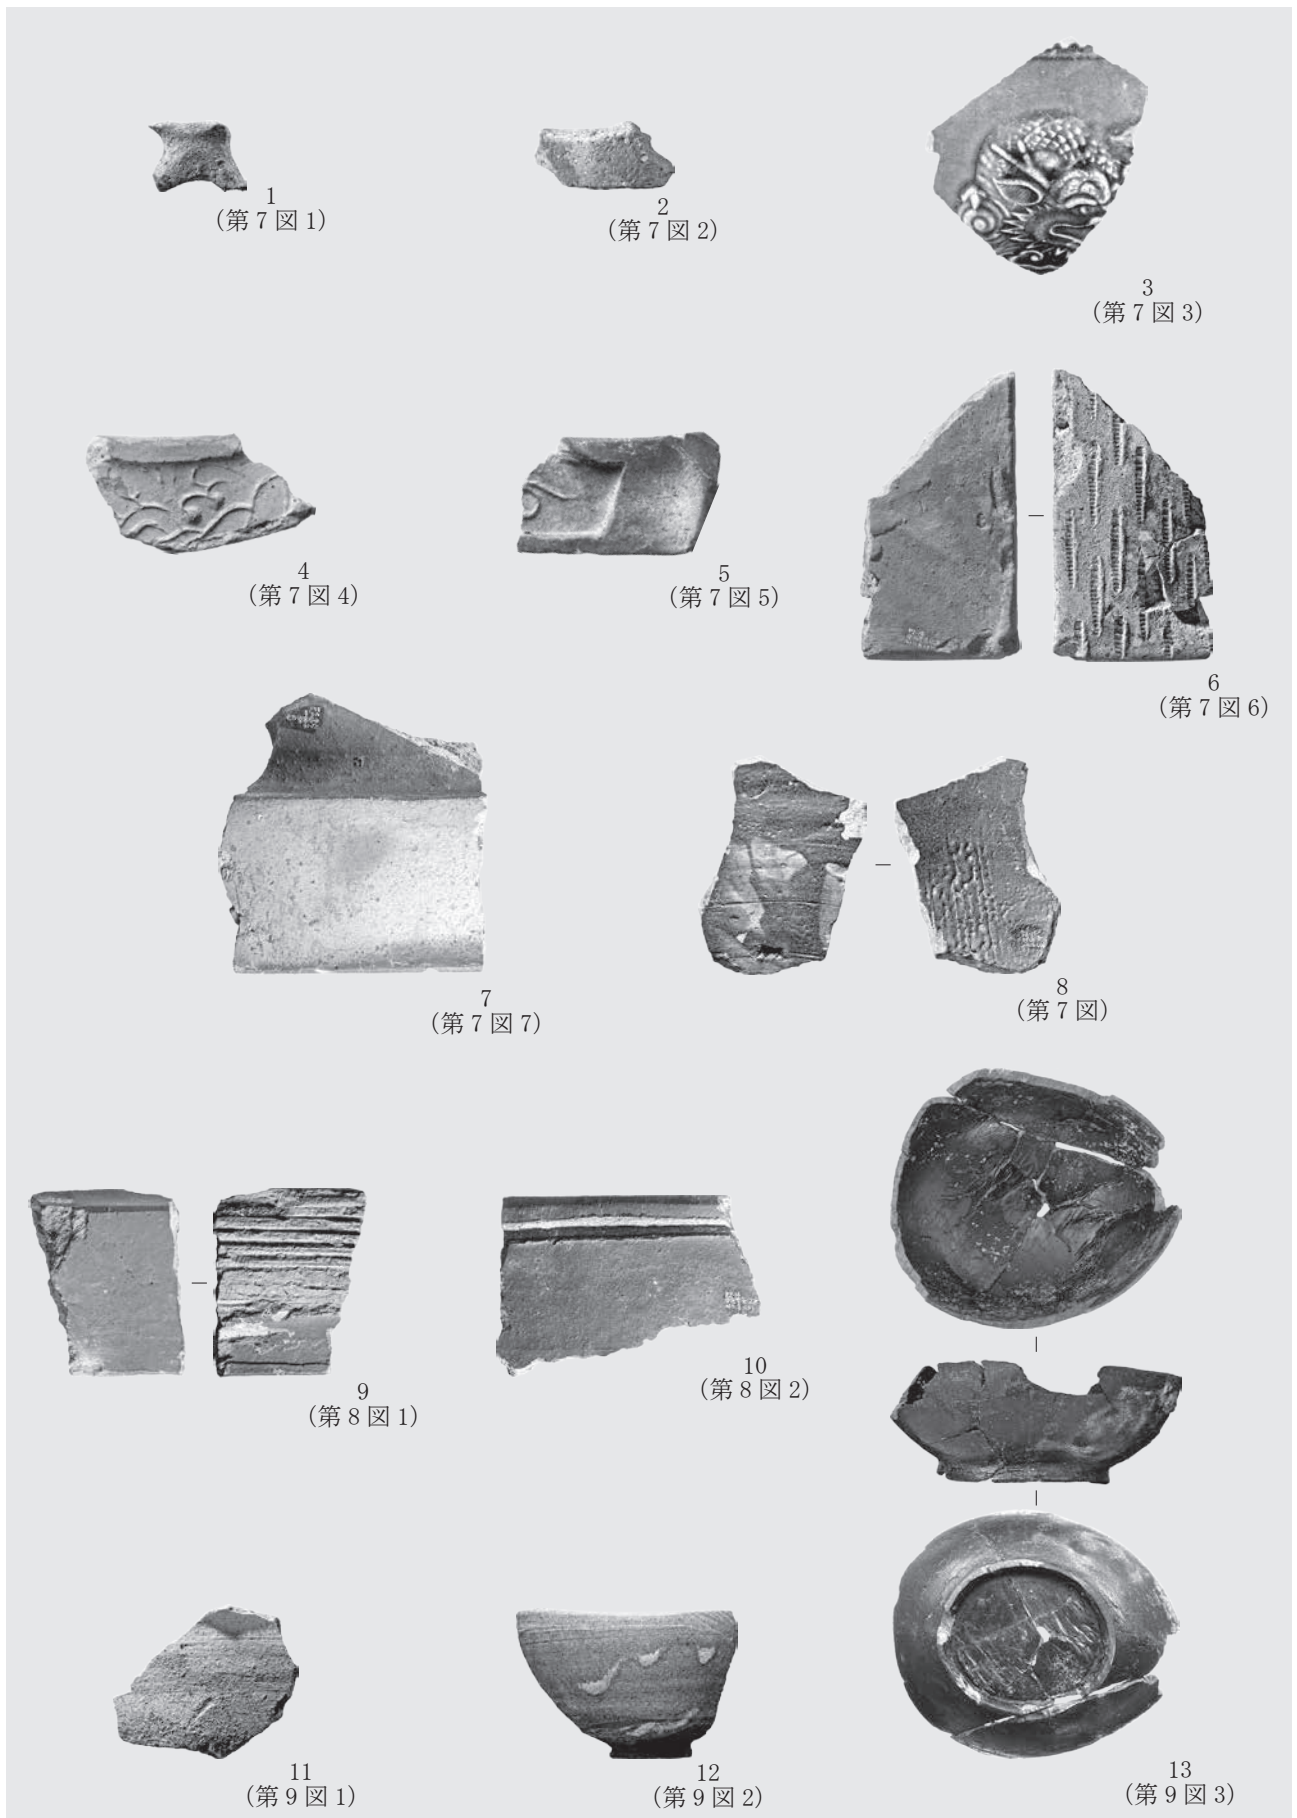 1
（第 7 図 1）
2
（第 7 図 2）
3
（第 7 図 3）
4
（第 7 図 4）
5
（第 7 図 5）
6
（第 7 図 6）
7
（第 7 図 7）
8
（第 7 図）
9
（第 8 図 1）
10
（第 8 図 2）
11
（第 9 図 1）
12
（第 9 図 2）
13
（第 9 図 3）